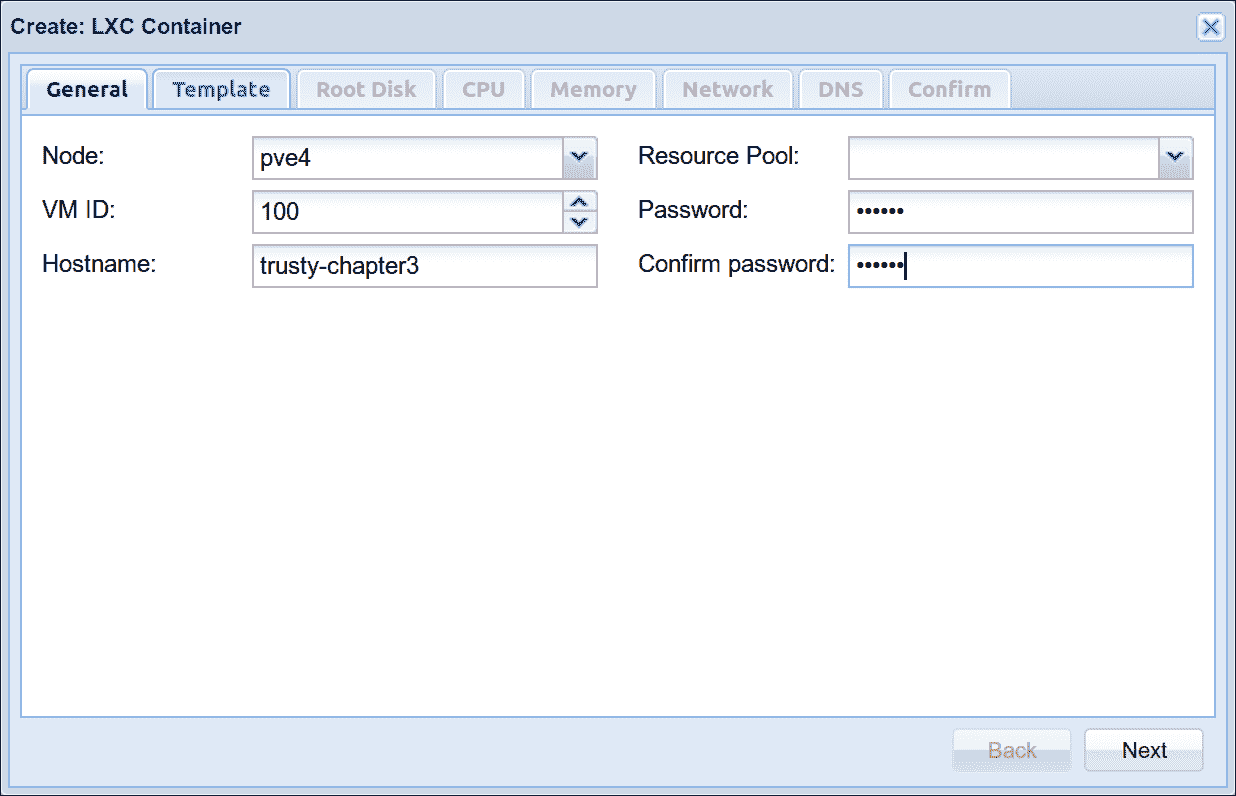 Create: LXC Container
General Template Root Disk CPU Memory Network DNS Confirm
Node: pve4 Resource Pool:
VM ID: 100 Password: ••••••
Hostname: trusty-chapter3 Confirm password: ••••••
Back Next